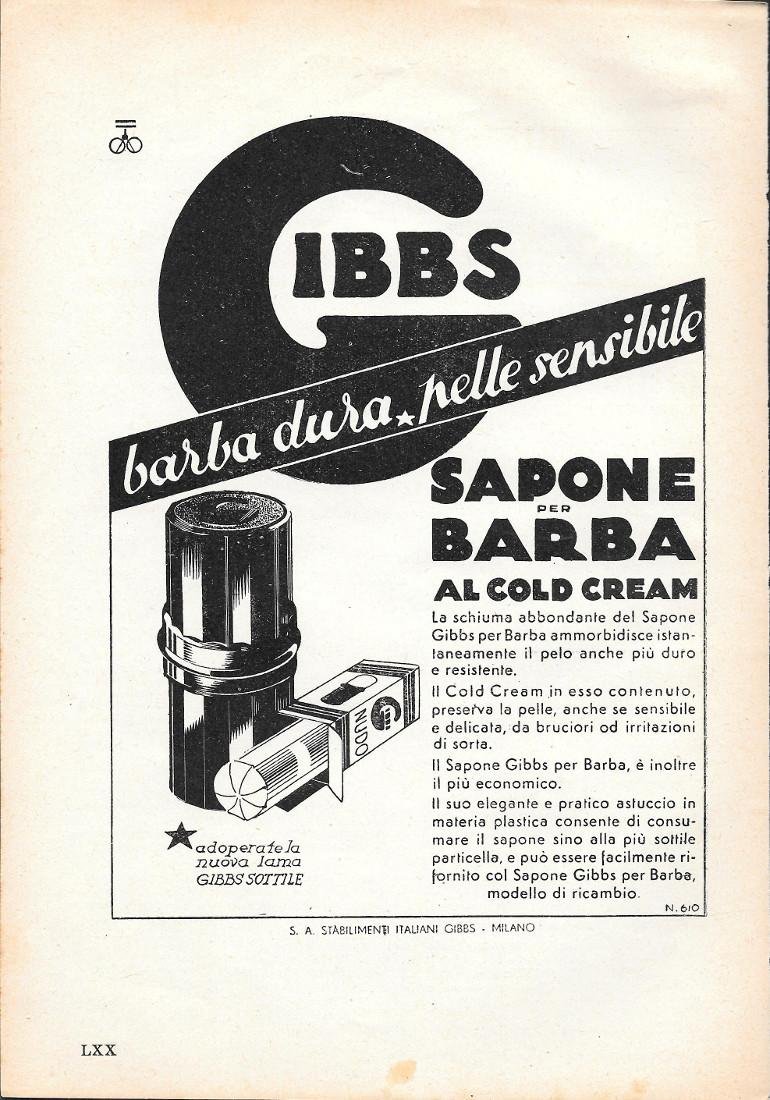 GIBBS
barba dura ★ pelle sensibile
SAPONE
PER
BARBA
AL COLD CREAM
La schiuma abbondante del Sapone
Gibbs per Barba ammorbidisce istan-
taneamente il pelo anche più duro
e resistente.
Il Cold Cream in esso contenuto,
preserva la pelle, anche se sensibile
e delicata, da bruciori od irritazioni
di sorta.
Il Sapone Gibbs per Barba, è inoltre
il più economico.
Il suo elegante e pratico astuccio in
materia plastica consente di consu-
mare il sapone sino alla più sottile
particella, e può essere facilmente ri-
fornito col Sapone Gibbs per Barba,
modello di ricambio.
N. 610
NUDO
★ adoperate la
nuova lama
GIBBS SOTTILE
S. A. STABILIMENTI ITALIANI GIBBS - MILANO
LXX